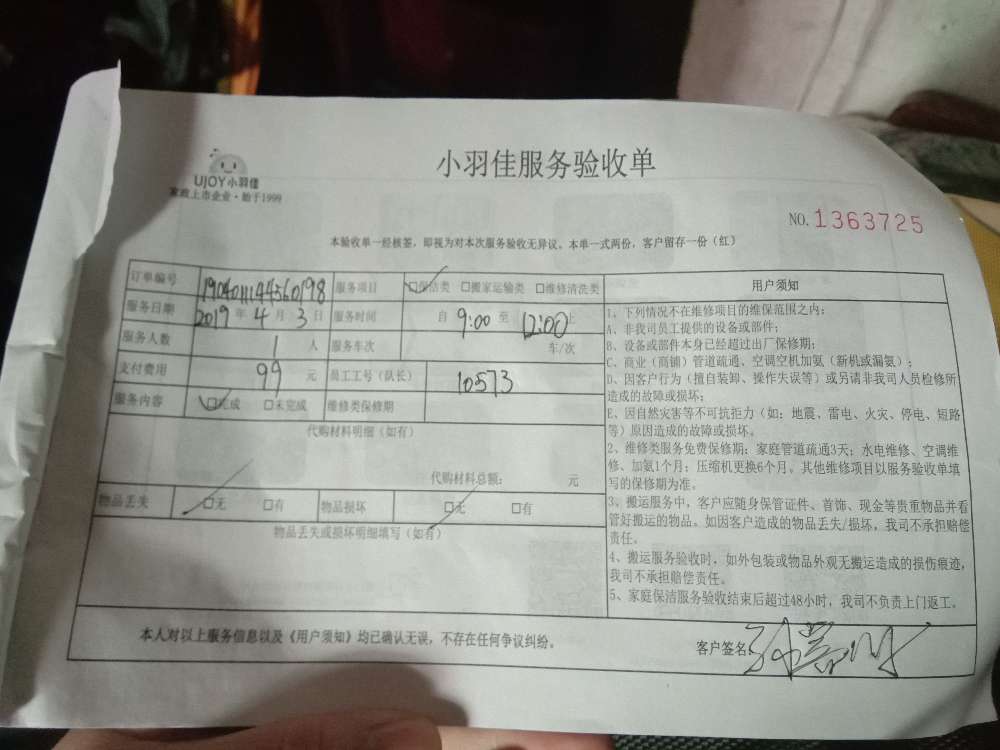 UJOY小羽佳
家政上市企业·始于1999
小羽佳服务验收单
NO.1363725
本验收单一经核签，即视为对本次服务验收无异议。本单一式两份，客户留存一份（红）
订单编号 服务项目 □保洁类 □搬家运输类 □维修清洗类
服务日期 2019 年 4 月 3 日 服务时间 自 9:00 至 12:00 止
服务人数 1 人 服务车次 车/次
支付费用 99 元 员工工号（队长） 10573
服务内容 □完成 □未完成 维修类保修期
代购材料明细（如有）
代购材料总额： 元
物品丢失 □无 □有 物品损坏 □无 □有
物品丢失或损坏明细填写（如有）
用户须知
1、下列情况不在维修项目的维保范围之内：
A、非我司员工提供的设备或部件；
B、设备或部件本身已经超过出厂保修期；
C、商业（商铺）管道疏通、空调空机加氨（新机或漏氨）；
D、因客户行为（擅自装卸、操作失误等）或另请非我司人员检修所
造成的故障或损坏；
E、因自然灾害等不可抗拒力（如：地震、雷电、火灾、停电、短路
等）原因造成的故障或损坏。
2、维修类服务免费保修期：家庭管道疏通3天；水电维修、空调维
修、加氨1个月；压缩机更换6个月。其他维修项目以服务验收单填
写的保修期为准。
3、搬运服务中，客户应随身保管证件、首饰、现金等贵重物品并看
管好搬运的物品。如因客户造成的物品丢失/损坏，我司不承担赔偿
责任。
4、搬运服务验收时，如外包装或物品外观无搬运造成的损伤痕迹，
我司不承担赔偿责任。
5、家庭保洁服务验收结束后超过48小时，我司不负责上门返工。
本人对以上服务信息以及《用户须知》均已确认无误，不存在任何争议纠纷。
客户签名：